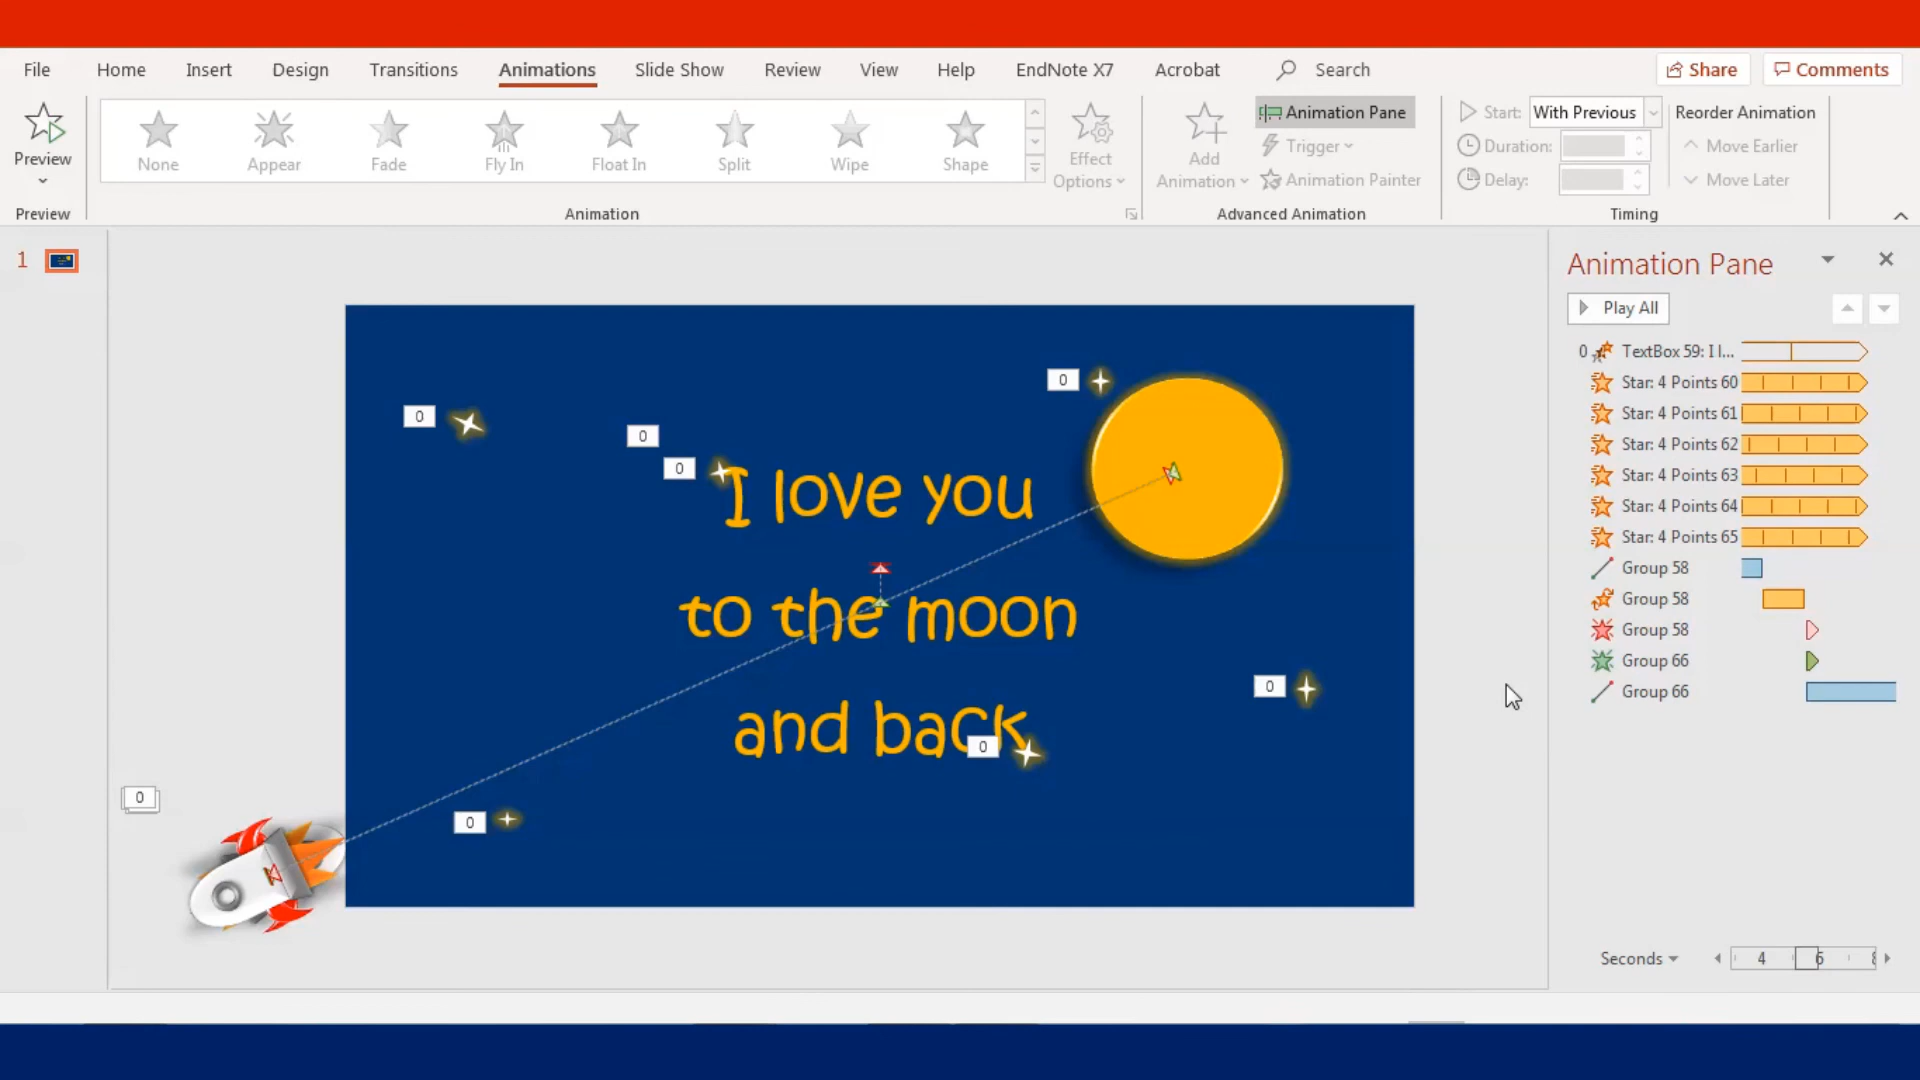 File Home Insert Design Transitions Animations Slide Show Review View Help EndNote X7 Acrobat Search Share Comments
Preview
None Appear Fade Fly In Float In Split Wipe Shape
Effect Options
Add Animation
Animation Pane
Trigger
Animation Painter
Start: With Previous
Duration:
Delay:
Reorder Animation
Move Earlier
Move Later
Preview Animation Advanced Animation Timing
1
0
0
0
0
I love you
to the moon
and back
0
0
0
0
Animation Pane
Play All
0 TextBox 59: I l...
Star: 4 Points 60
Star: 4 Points 61
Star: 4 Points 62
Star: 4 Points 63
Star: 4 Points 64
Star: 4 Points 65
Group 58
Group 58
Group 58
Group 66
Group 66
Seconds 4 6